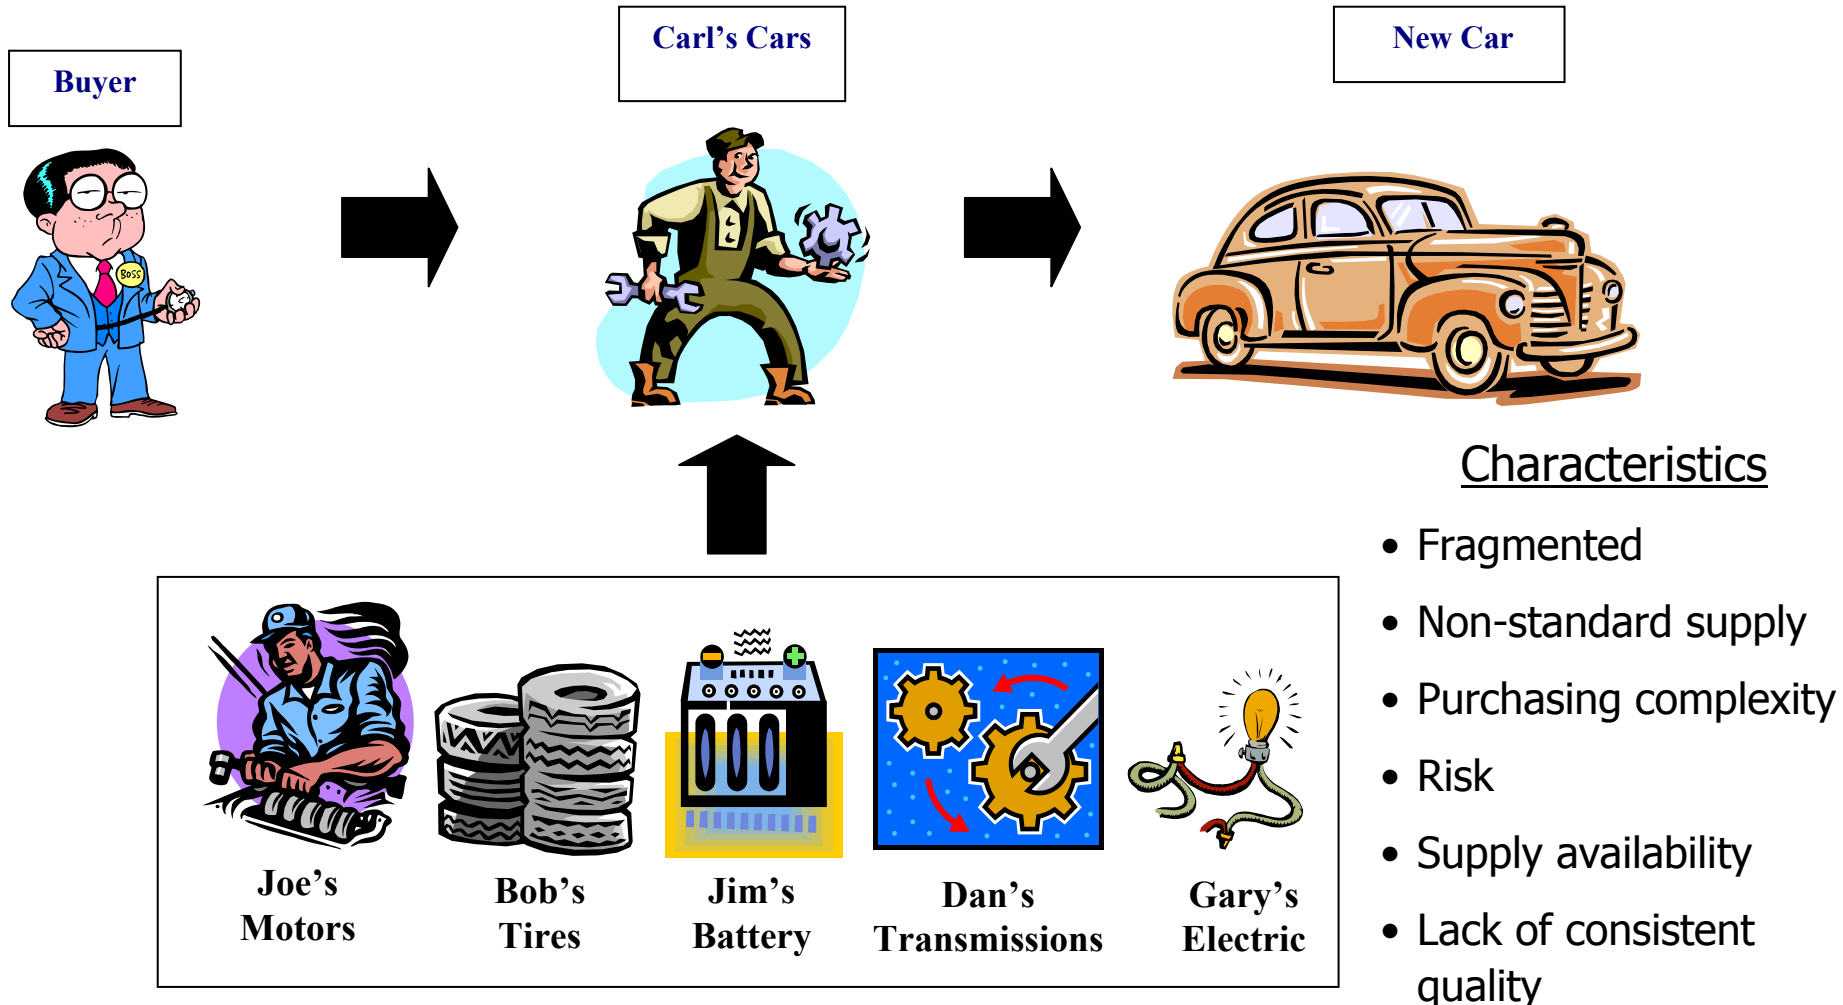 Buyer
Carl’s Cars
New Car
BOSS
Characteristics
• Fragmented
• Non-standard supply
• Purchasing complexity
• Risk
• Supply availability
• Lack of consistent
quality
Joe’s
Motors
Bob’s
Tires
Jim’s
Battery
Dan’s
Transmissions
Gary’s
Electric